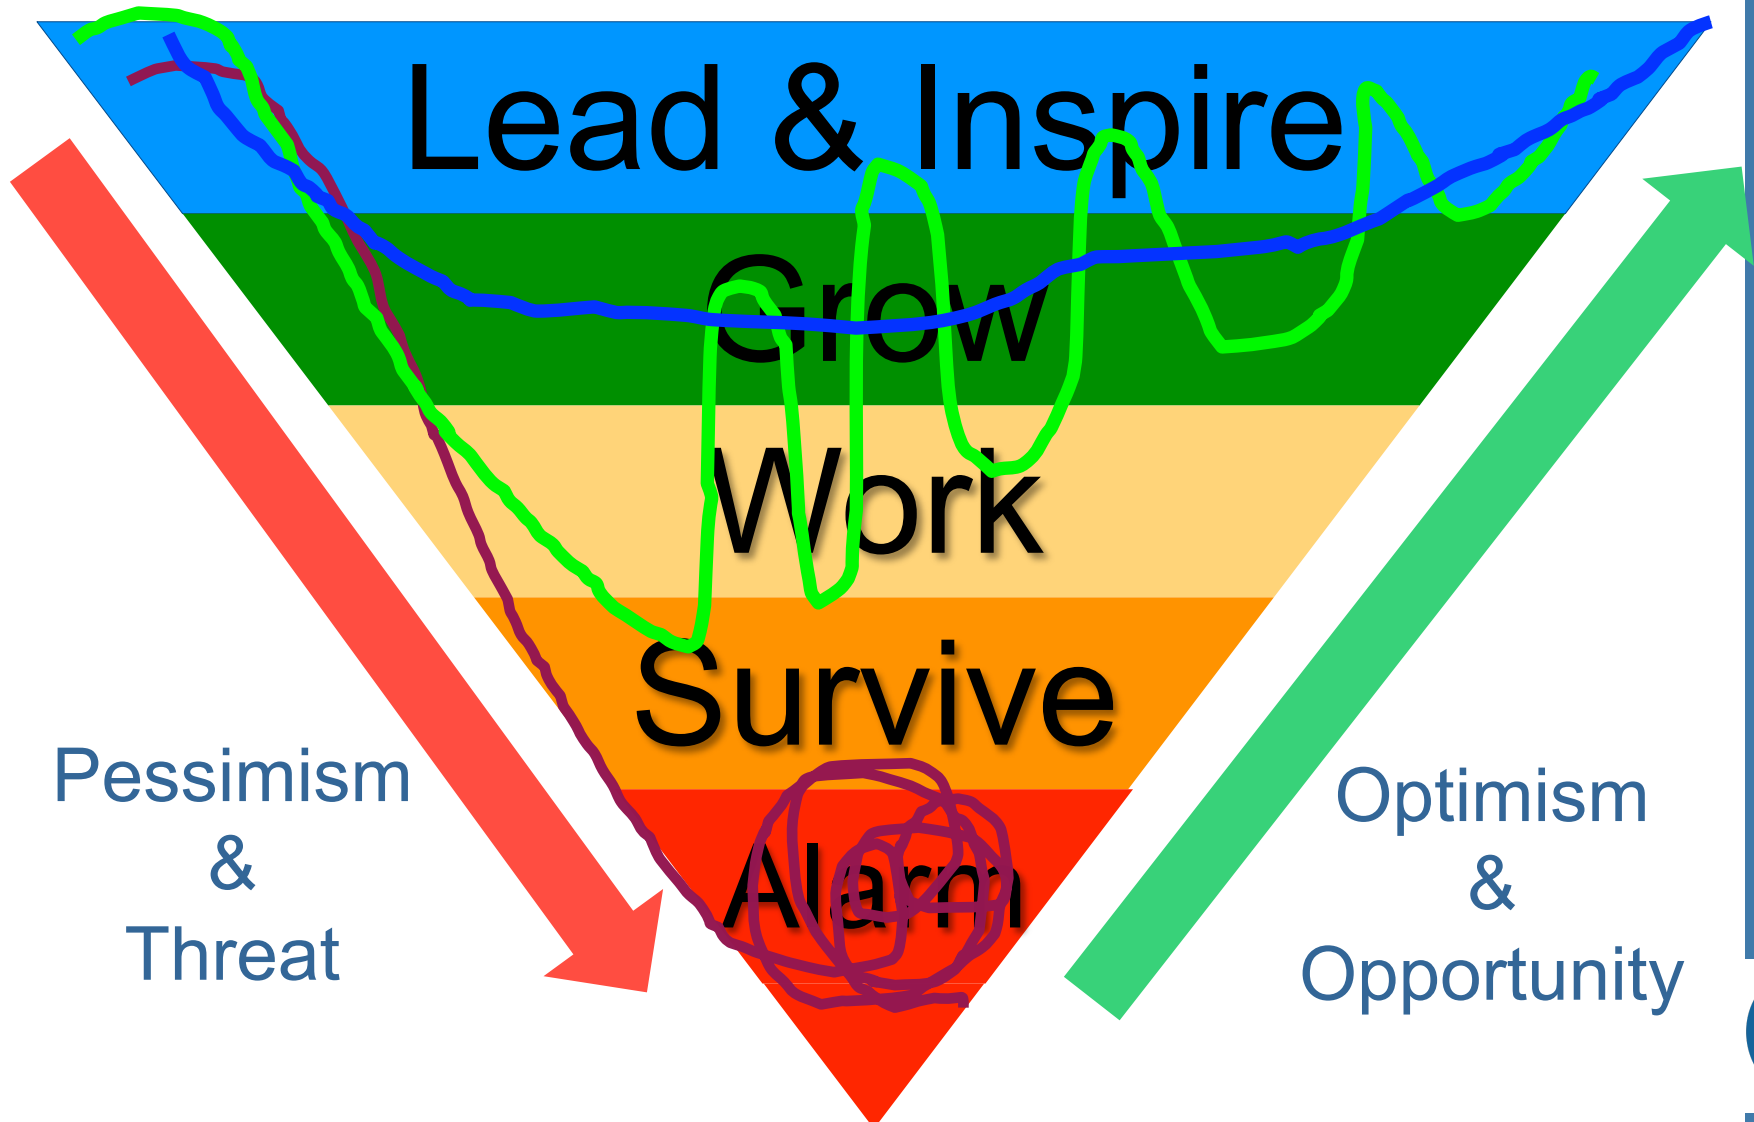 Lead & Inspire
Grow
Work
Survive
Alarm
Pessimism
&
Threat
Optimism
&
Opportunity